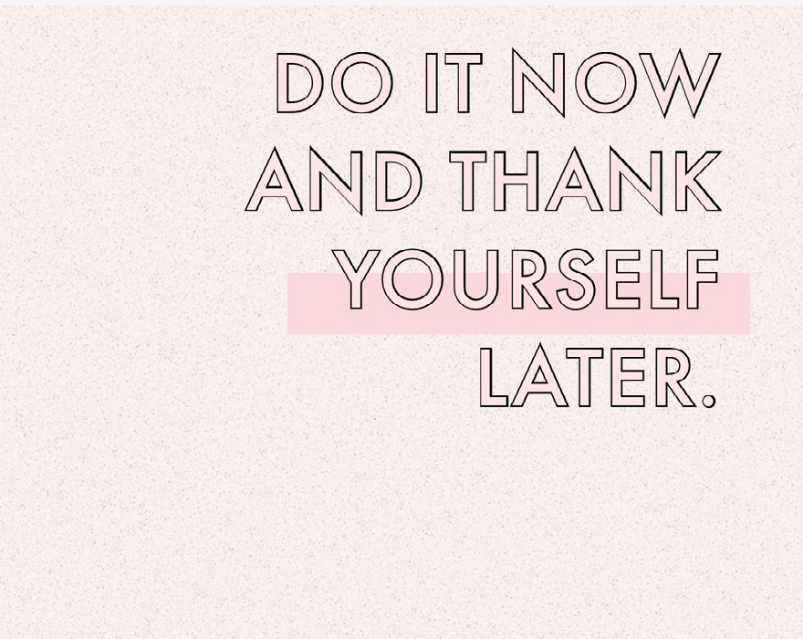 DO IT NOW
AND THANK
YOURSELF
LATER.